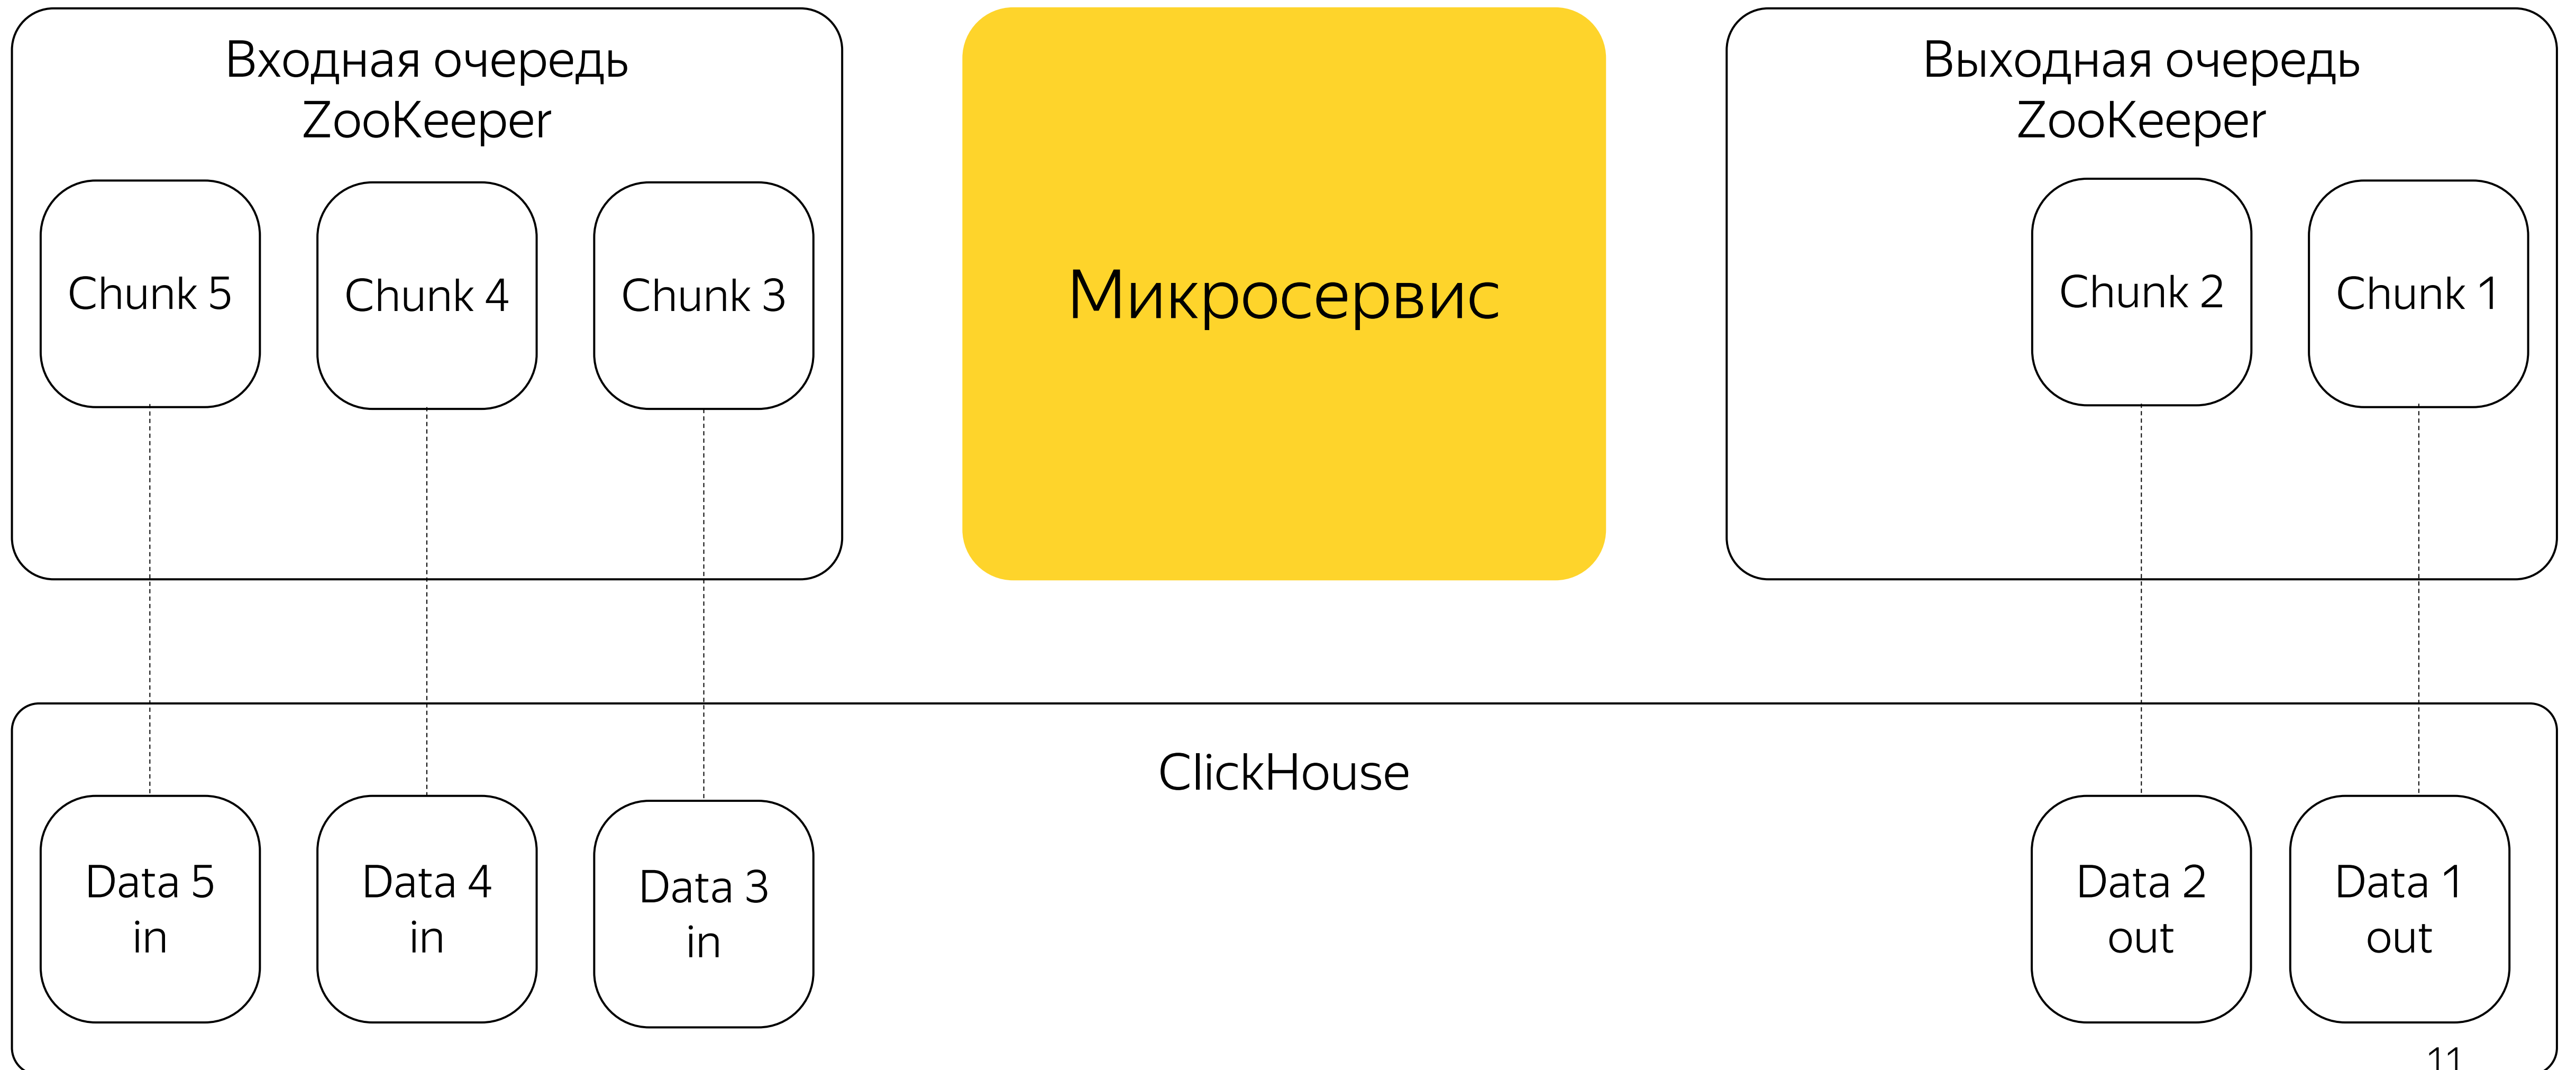 Входная очередь
ZooKeeper
Chunk 5
Chunk 4
Chunk 3
Микросервис
Выходная очередь
ZooKeeper
Chunk 2
Chunk 1
ClickHouse
Data 5
in
Data 4
in
Data 3
in
Data 2
out
Data 1
out
11